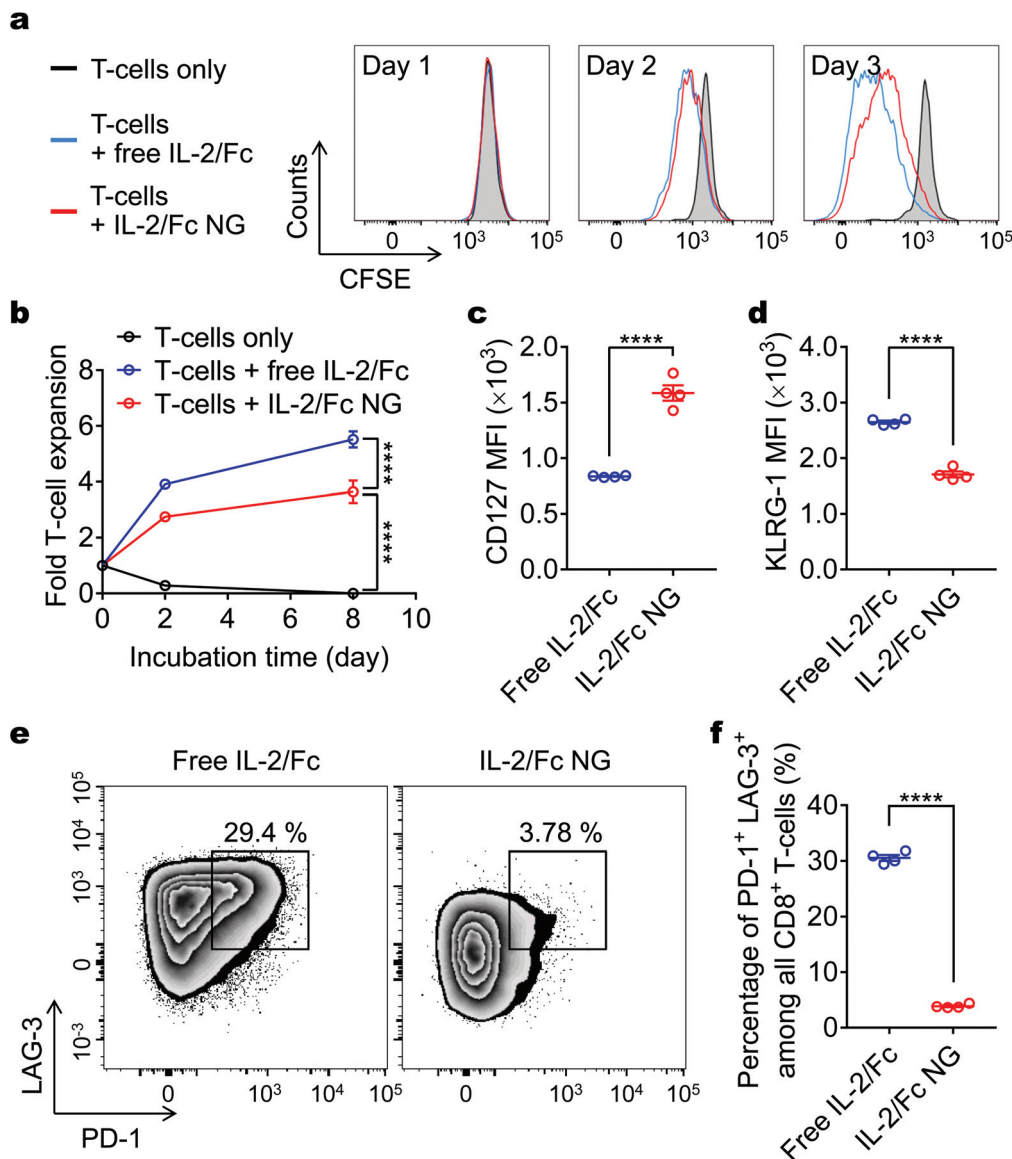 a
T-cells only
T-cells
+ free IL-2/Fc
T-cells
+ IL-2/Fc NG
Counts
CFSE
Day 1
0 10³ 10⁵
Day 2
0 10³ 10⁵
Day 3
0 10³ 10⁵
b
T-cells only
T-cells + free IL-2/Fc
T-cells + IL-2/Fc NG
Fold T-cell expansion
8
6
4
2
0
0 2 4 6 8 10
Incubation time (day)
****
****
c
CD127 MFI (×10³)
2.0
1.5
1.0
0.5
0.0
****
Free IL-2/Fc
IL-2/Fc NG
d
KLRG-1 MFI (×10³)
4.0
3.0
2.0
1.0
0.0
****
Free IL-2/Fc
IL-2/Fc NG
e
Free IL-2/Fc
IL-2/Fc NG
29.4 %
3.78 %
10⁵
10⁴
10³
0
10⁻³
LAG-3
0 10³ 10⁴ 10⁵
0 10³ 10⁴ 10⁵
PD-1
f
Percentage of PD-1⁺ LAG-3⁺
among all CD8⁺ T-cells (%)
40
30
20
10
0
****
Free IL-2/Fc
IL-2/Fc NG